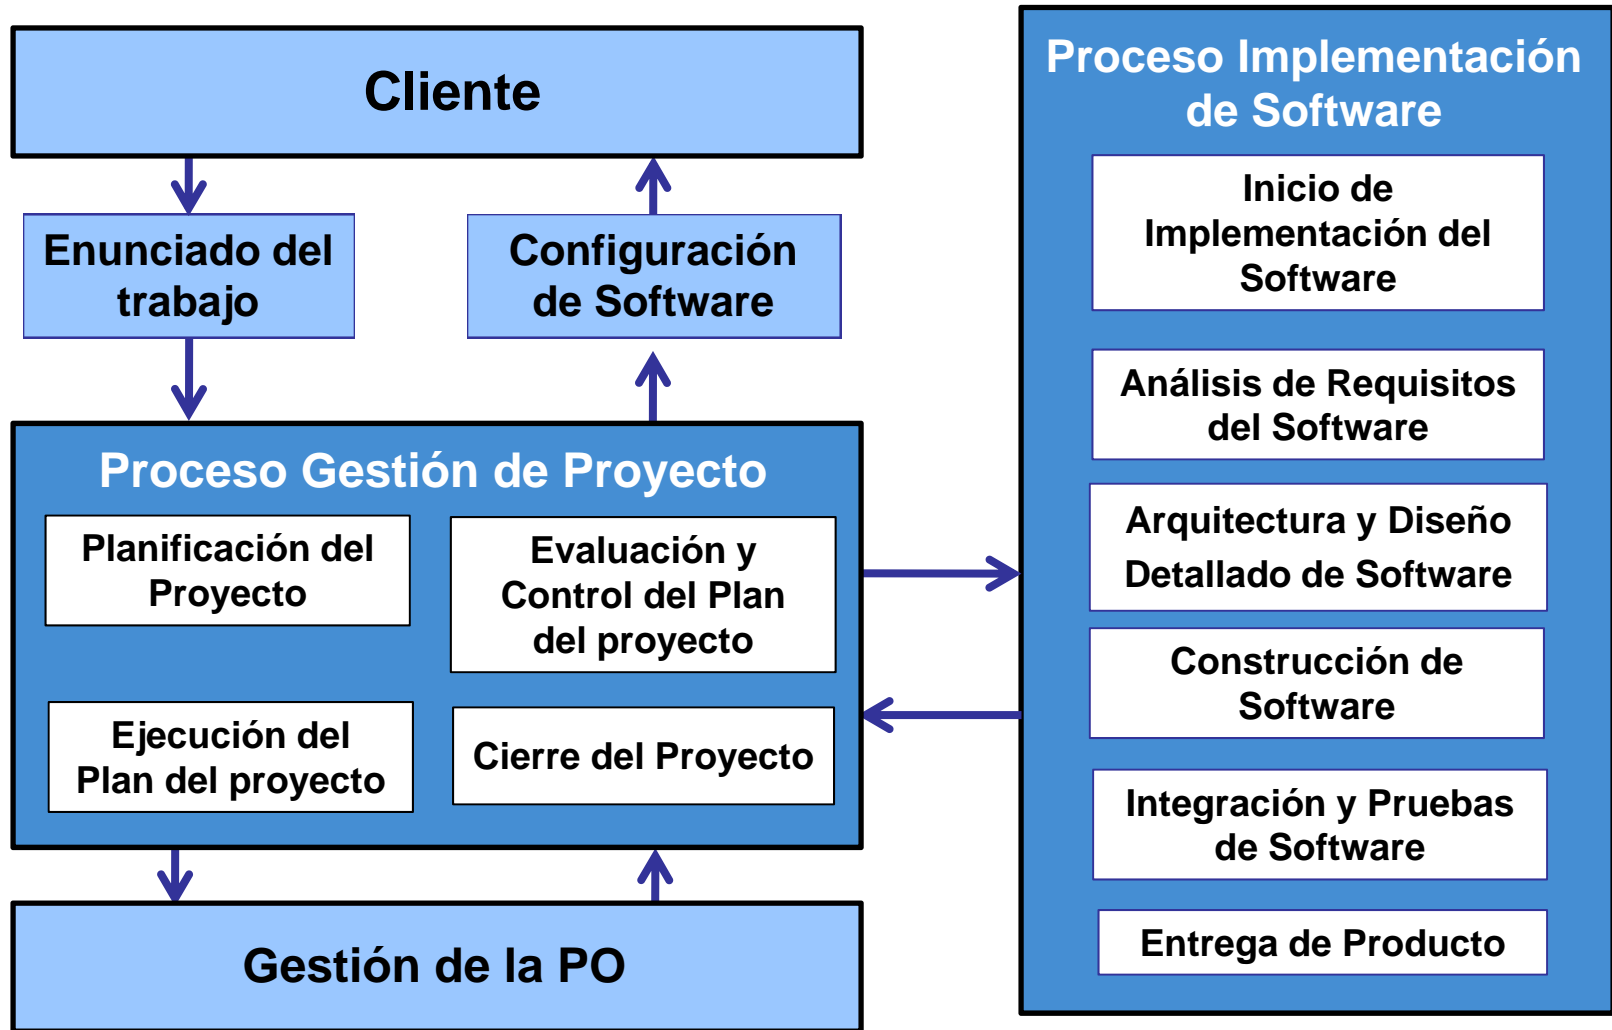 Cliente
Enunciado del
trabajo
Configuración
de Software
Proceso Gestión de Proyecto
Planificación del
Proyecto
Evaluación y
Control del Plan
del proyecto
Ejecución del
Plan del proyecto
Cierre del Proyecto
Gestión de la PO
Proceso Implementación
de Software
Inicio de
Implementación del
Software
Análisis de Requisitos
del Software
Arquitectura y Diseño
Detallado de Software
Construcción de
Software
Integración y Pruebas
de Software
Entrega de Producto